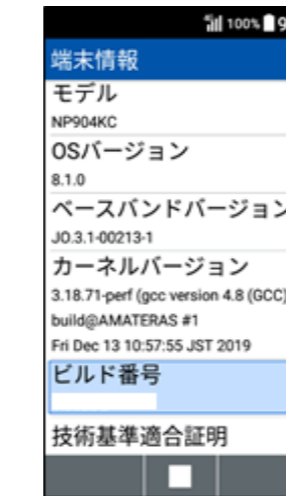 100% 9
端末情報
モデル
NP904KC
OSバージョン
8.1.0
ベースバンドバージョン
J0.3.1-00213-1
カーネルバージョン
3.18.71-perf (gcc version 4.8 (GCC)
build@AMATERAS #1
Fri Dec 13 10:57:55 JST 2019
ビルド番号
技術基準適合証明